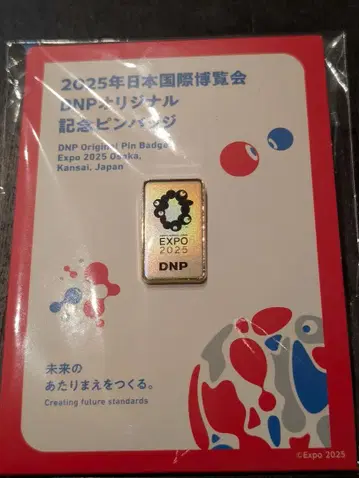 2025年日本国際博覧会
DNPオリジナル
記念ピンバッジ
DNP Original Pin Badge
Expo 2025 Osaka,
Kansai, Japan
EXPO
2025
DNP
未来の
あたりまえをつくる。
Creating future standards
©Expo 2025